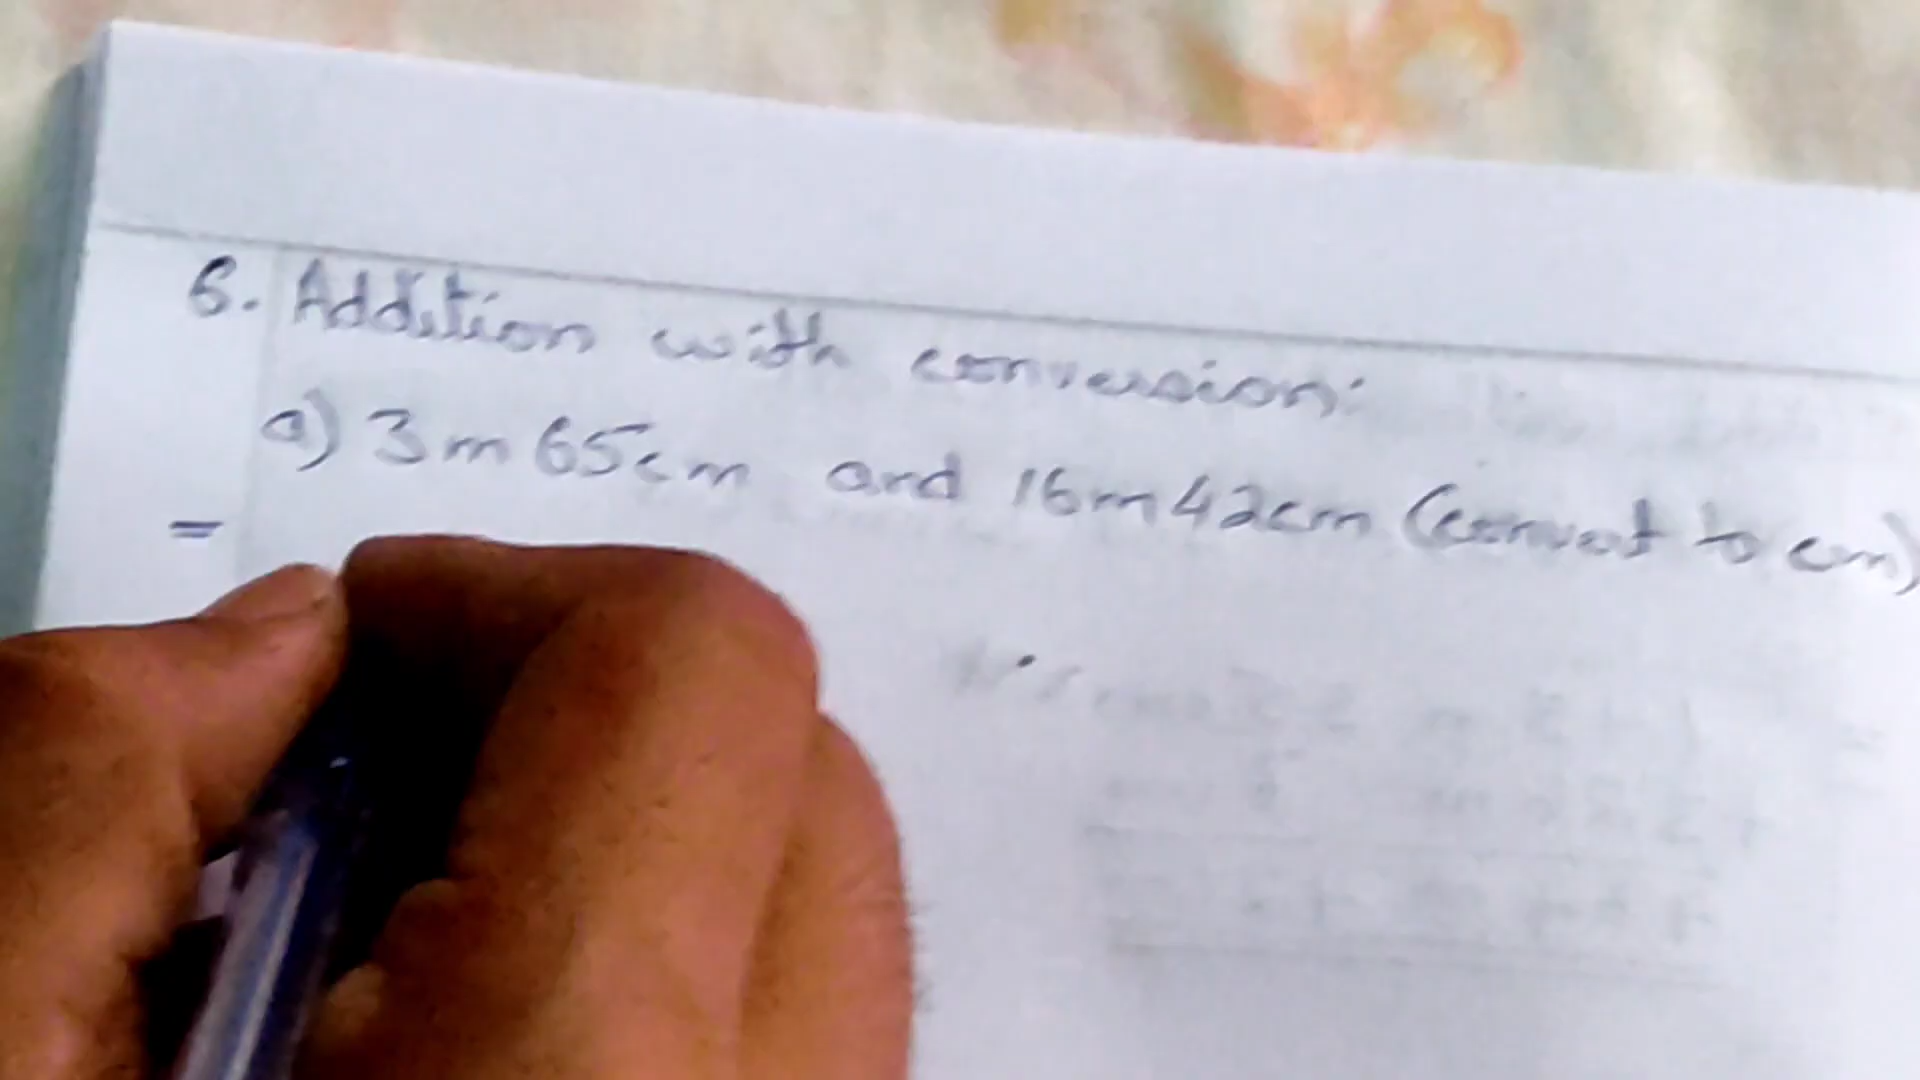 6. Addition with conversion:
a) 3m 65cm and 16m 42cm (convert to cm)
=